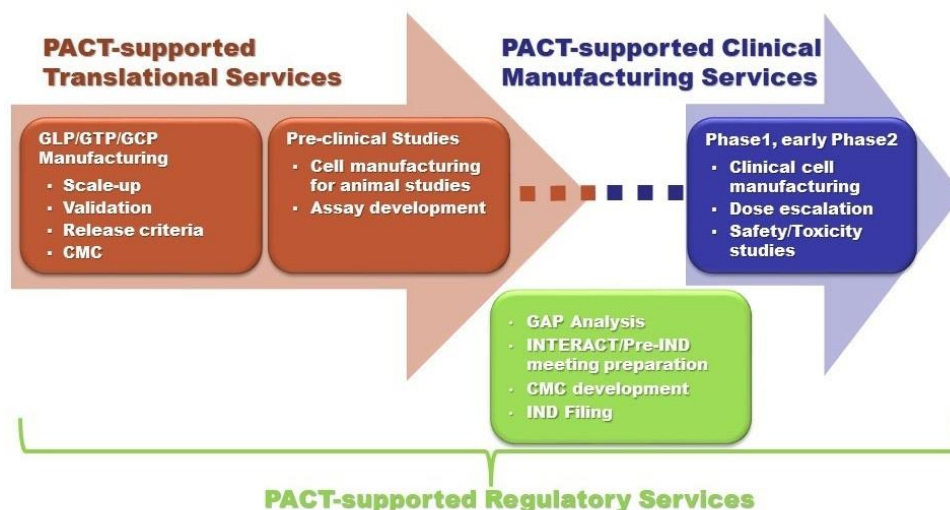 PACT-supported
Translational Services
PACT-supported Clinical
Manufacturing Services
GLP/GTP/GCP
Manufacturing
▪ Scale-up
▪ Validation
▪ Release criteria
▪ CMC
Pre-clinical Studies
▪ Cell manufacturing
for animal studies
▪ Assay development
Phase1, early Phase2
▪ Clinical cell
manufacturing
▪ Dose escalation
▪ Safety/Toxicity
studies
· GAP Analysis
· INTERACT/Pre-IND
meeting preparation
· CMC development
· IND Filing
PACT-supported Regulatory Services